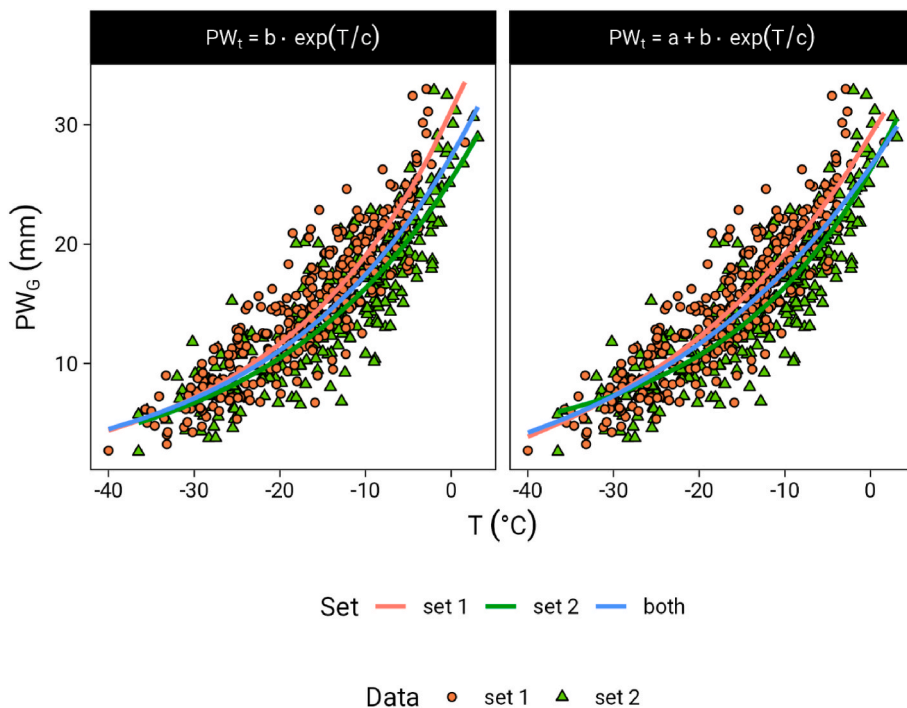 PWt = b · exp(T/c)
PWt = a + b · exp(T/c)
PWG (mm)
30
20
10
-40 -30 -20 -10 0
-40 -30 -20 -10 0
T (°C)
Set set 1 set 2 both
Data set 1 set 2